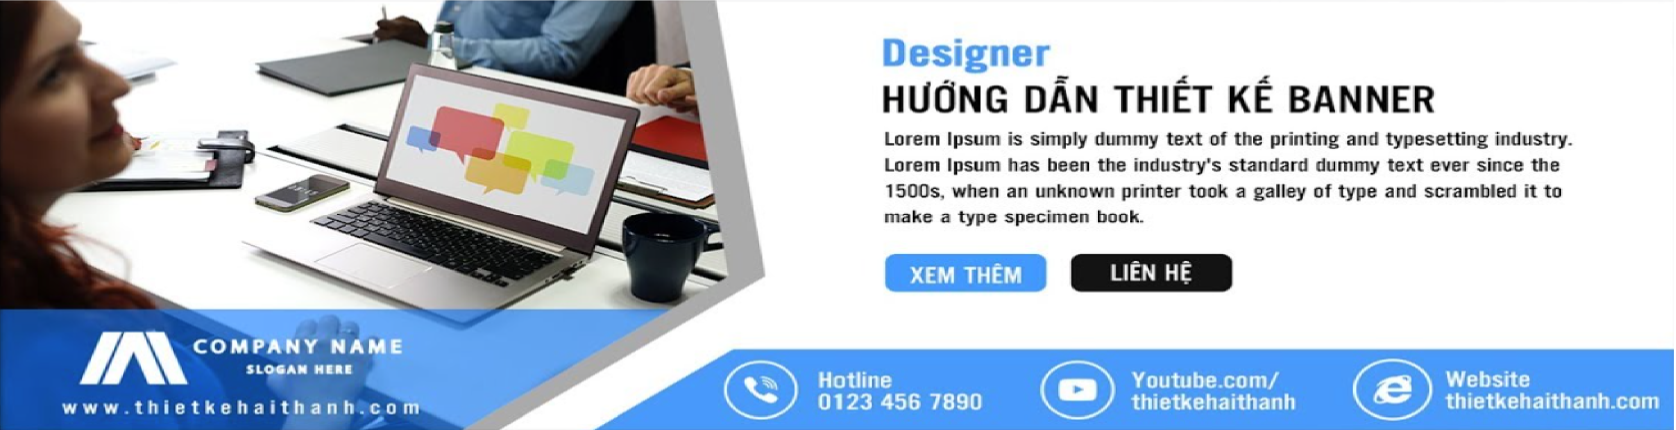 Designer
HƯỚNG DẪN THIẾT KẾ BANNER
Lorem Ipsum is simply dummy text of the printing and typesetting industry.
Lorem Ipsum has been the industry's standard dummy text ever since the
1500s, when an unknown printer took a galley of type and scrambled it to
make a type specimen book.
XEM THÊM
LIÊN HỆ
COMPANY NAME
SLOGAN HERE
www.thietkehaithanh.com
Hotline
0123 456 7890
Youtube.com/
thietkehaithanh
Website
thietkehaithanh.com